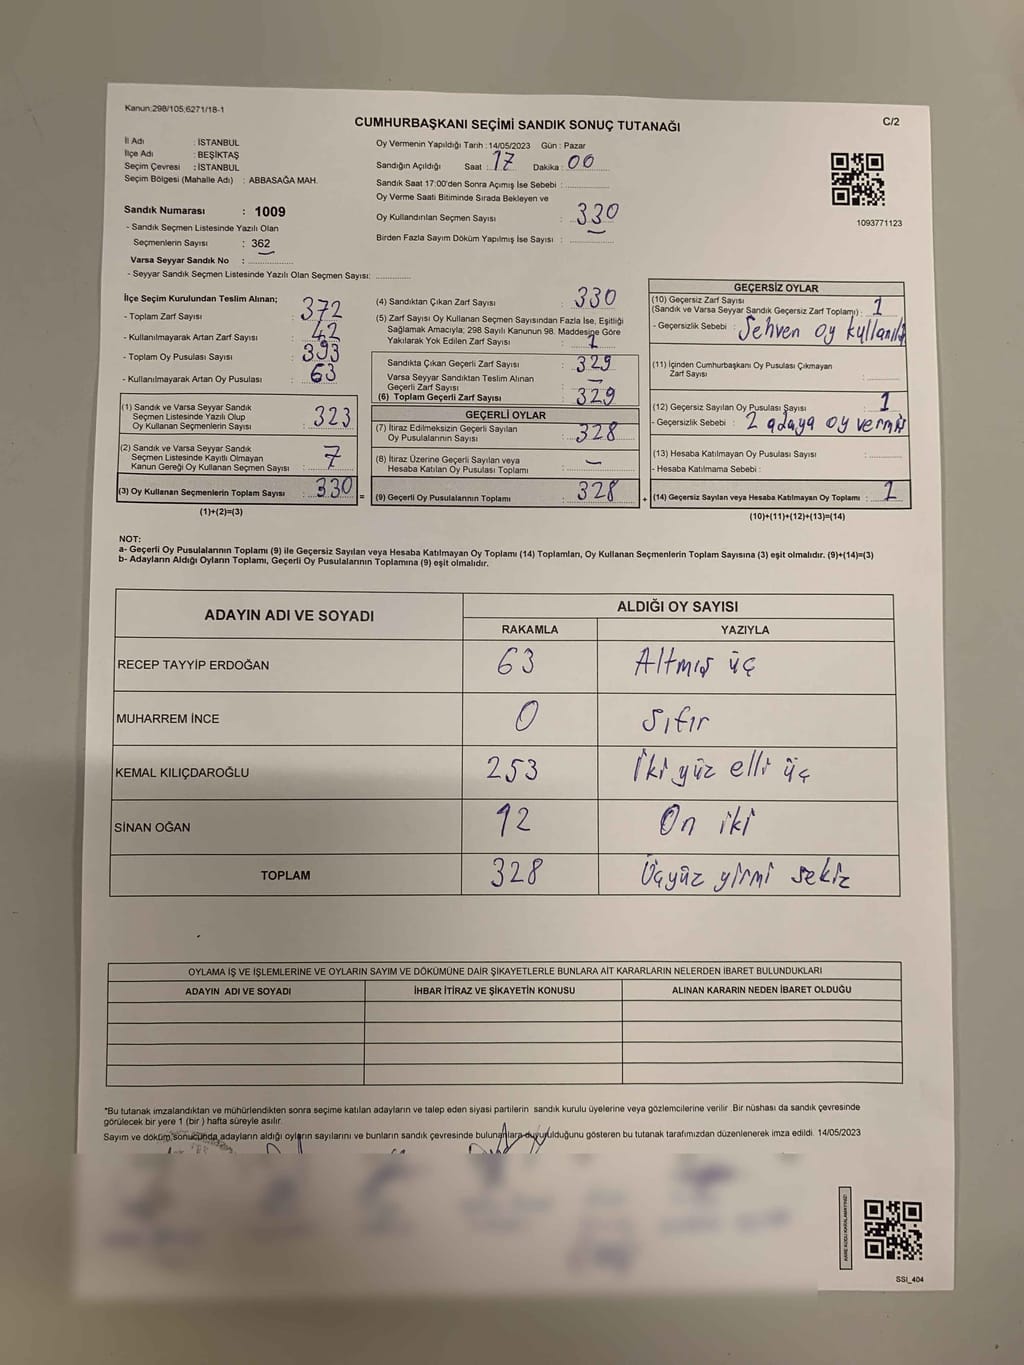 Kanun:298/105;6271/18-1
CUMHURBAŞKANI SEÇİMİ SANDIK SONUÇ TUTANAĞI
C/2
İl Adı : İSTANBUL
İlçe Adı : BEŞİKTAŞ
Seçim Çevresi : İSTANBUL
Seçim Bölgesi (Mahalle Adı) : ABBASAĞA MAH.
Sandık Numarası : 1009
- Sandık Seçmen Listesinde Yazılı Olan
Seçmenlerin Sayısı : 362
Varsa Seyyar Sandık No :
- Seyyar Sandık Seçmen Listesinde Yazılı Olan Seçmen Sayısı:
Oy Vermenin Yapıldığı Tarih : 14/05/2023 Gün : Pazar
Sandığın Açıldığı Saat : 17 Dakika : 00
Sandık Saat 17:00'den Sonra Açımış İse Sebebi :
Oy Verme Saati Bitiminde Sırada Bekleyen ve
Oy Kullandırılan Seçmen Sayısı : 330
Birden Fazla Sayım Döküm Yapılmış İse Sayısı :
1093771123
İlçe Seçim Kurulundan Teslim Alınan;
- Toplam Zarf Sayısı : 372
- Kullanılmayarak Artan Zarf Sayısı : 42
- Toplam Oy Pusulası Sayısı : 393
- Kullanılmayarak Artan Oy Pusulası : 63
(1) Sandık ve Varsa Seyyar Sandık
Seçmen Listesinde Yazılı Olup
Oy Kullanan Seçmenlerin Sayısı : 323
(2) Sandık ve Varsa Seyyar Sandık
Seçmen Listesinde Kayıtlı Olmayan
Kanun Gereği Oy Kullanan Seçmen Sayısı : 7
(3) Oy Kullanan Seçmenlerin Toplam Sayısı : 330 =
(1)+(2)=(3)
(4) Sandıktan Çıkan Zarf Sayısı : 330
(5) Zarf Sayısı Oy Kullanan Seçmen Sayısından Fazla İse, Eşitliği
Sağlamak Amacıyla; 298 Sayılı Kanunun 98. Maddesine Göre
Yakılarak Yok Edilen Zarf Sayısı : 1
Sandıkta Çıkan Geçerli Zarf Sayısı : 329
Varsa Seyyar Sandıktan Teslim Alınan
Geçerli Zarf Sayısı : —
(6) Toplam Geçerli Zarf Sayısı : 329
GEÇERLİ OYLAR
(7) İtiraz Edilmeksizin Geçerli Sayılan
Oy Pusulalarının Sayısı : 328
(8) İtiraz Üzerine Geçerli Sayılan veya
Hesaba Katılan Oy Pusulası Toplamı : —
(9) Geçerli Oy Pusulalarının Toplamı : 328 +
GEÇERSİZ OYLAR
(10) Geçersiz Zarf Sayısı
(Sandık ve Varsa Seyyar Sandık Geçersiz Zarf Toplamı) : 1
- Geçersizlik Sebebi : Sehven oy kullanıldı
(11) İçinden Cumhurbaşkanı Oy Pusulası Çıkmayan
Zarf Sayısı :
(12) Geçersiz Sayılan Oy Pusulası Sayısı : 1
- Geçersizlik Sebebi : 2 adaya oy vermiş
(13) Hesaba Katılmayan Oy Pusulası Sayısı :
- Hesaba Katılmama Sebebi :
(14) Geçersiz Sayılan veya Hesaba Katılmayan Oy Toplamı : 1
(10)+(11)+(12)+(13)=(14)
NOT:
a- Geçerli Oy Pusulalarının Toplamı (9) ile Geçersiz Sayılan veya Hesaba Katılmayan Oy Toplamı (14) Toplamları, Oy Kullanan Seçmenlerin Toplam Sayısına (3) eşit olmalıdır. (9)+(14)=(3)
b- Adayların Aldığı Oyların Toplamı, Geçerli Oy Pusulalarının Toplamına (9) eşit olmalıdır.
ADAYIN ADI VE SOYADI
ALDIĞI OY SAYISI
RAKAMLA YAZIYLA
RECEP TAYYİP ERDOĞAN 63 Altmış üç
MUHARREM İNCE 0 Sıfır
KEMAL KILIÇDAROĞLU 253 İki yüz elli üç
SİNAN OĞAN 12 On iki
TOPLAM 328 Üçyüz yirmi sekiz
OYLAMA İŞ VE İŞLEMLERİNE VE OYLARIN SAYIM VE DÖKÜMÜNE DAİR ŞİKAYETLERLE BUNLARA AİT KARARLARIN NELERDEN İBARET BULUNDUKLARI
ADAYIN ADI VE SOYADI İHBAR İTİRAZ VE ŞİKAYETİN KONUSU ALINAN KARARIN NEDEN İBARET OLDUĞU
*Bu tutanak imzalandıktan ve mühürlendikten sonra seçime katılan adayların ve talep eden siyasi partilerin sandık kurulu üyelerine veya gözlemcilerine verilir. Bir nüshası da sandık çevresinde
görülecek bir yere 1 (bir) hafta süreyle asılır.
Sayım ve döküm sonucunda adayların aldığı oyların sayılarını ve bunların sandık çevresinde bulunanlara duyurulduğunu gösteren bu tutanak tarafımızdan düzenlenerek imza edildi. 14/05/2023
SSİ_404